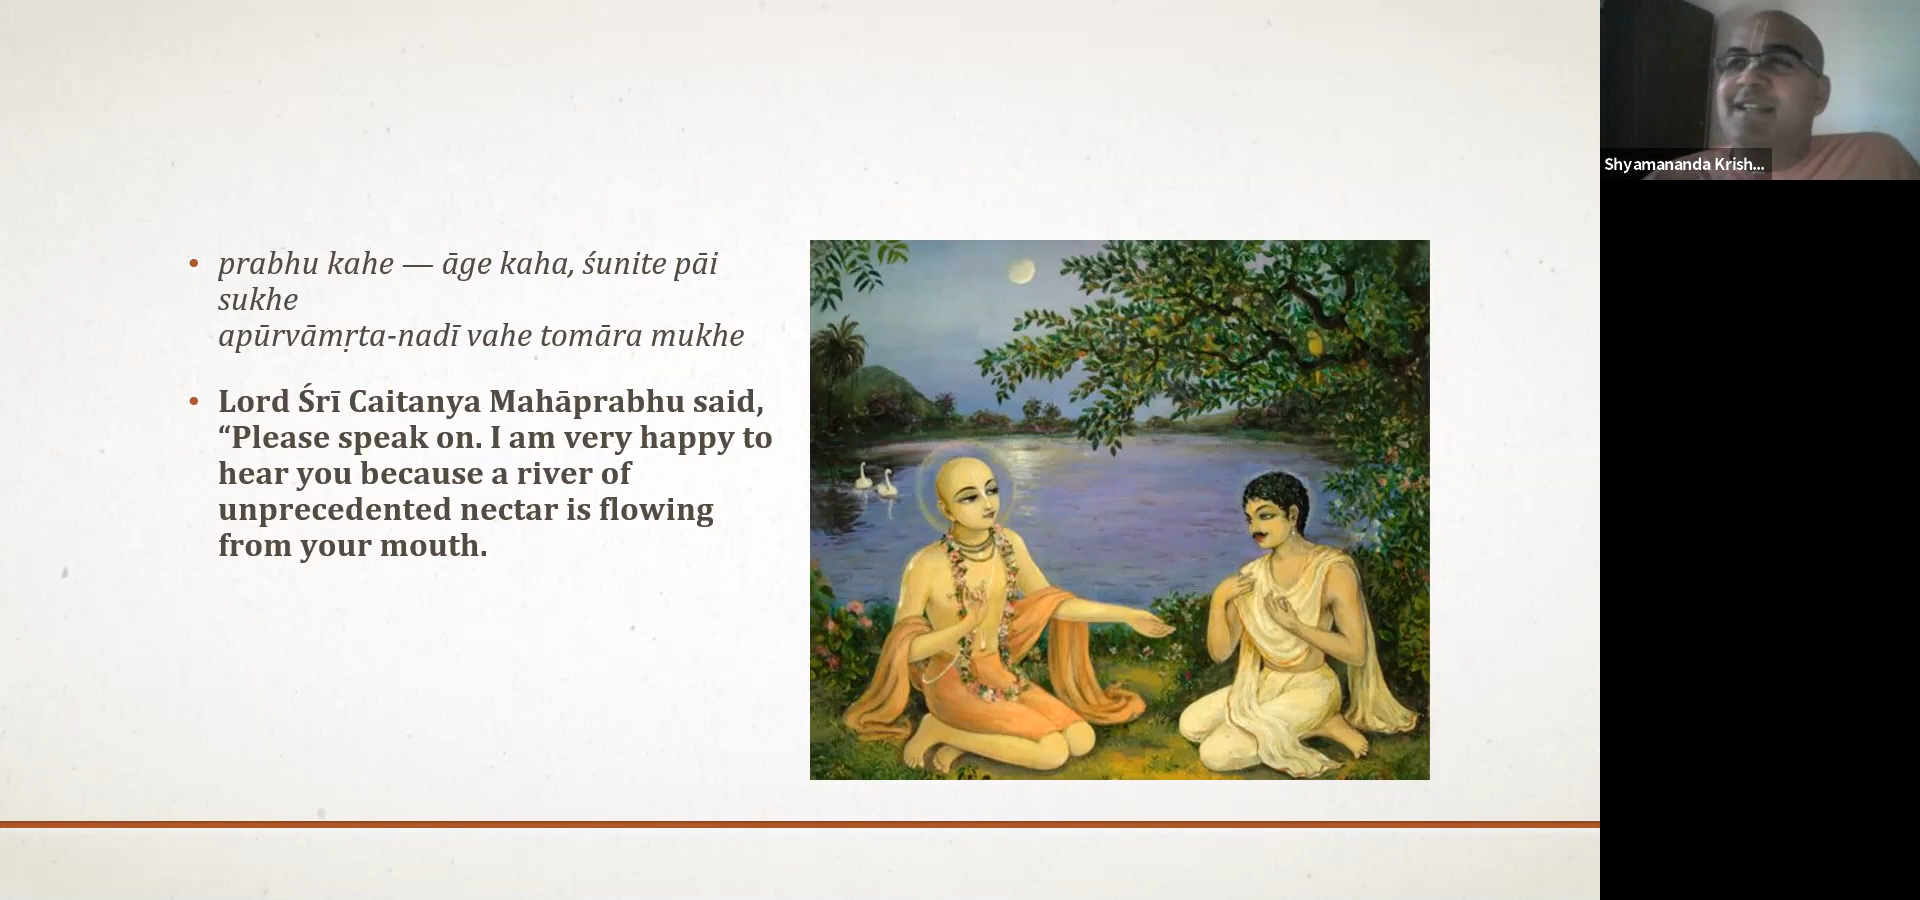 prabhu kahe — āge kaha, śunite pāi
sukhe
apūrvāmṛta-nadī vahe tomāra mukhe
Lord Śrī Caitanya Mahāprabhu said,
“Please speak on. I am very happy to
hear you because a river of
unprecedented nectar is flowing
from your mouth.
Shyamananda Krish...